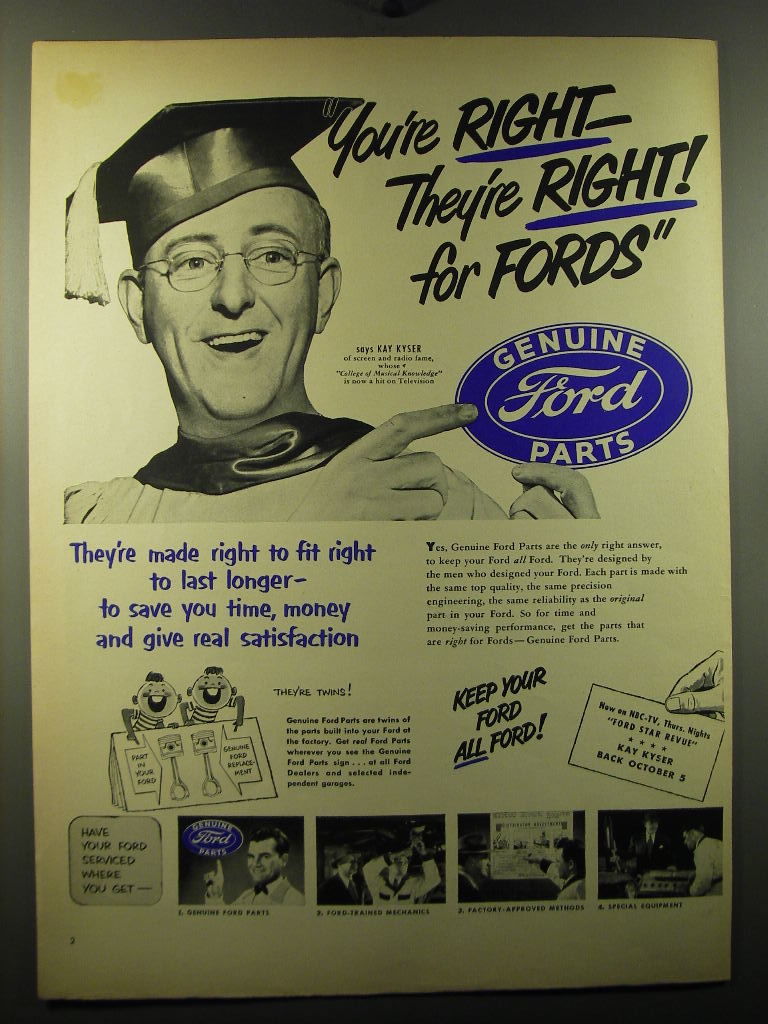 "You're RIGHT—
They're RIGHT!
for FORDS"
says KAY KYSER
of screen and radio fame,
whose
"College of Musical Knowledge"
is now a hit on Television
GENUINE
Ford
PARTS
They're made right to fit right
to last longer—
to save you time, money
and give real satisfaction
Yes, Genuine Ford Parts are the only right answer,
to keep your Ford all Ford. They're designed by
the men who designed your Ford. Each part is made with
the same top quality, the same precision
engineering, the same reliability as the original
part in your Ford. So for time and
money-saving performance, get the parts that
are right for Fords—Genuine Ford Parts.
THEY'RE TWINS!
Genuine Ford Parts are twins of
the parts built into your Ford at
the factory. Get real Ford Parts
wherever you see the Genuine
Ford Parts sign . . . at all Ford
Dealers and selected inde-
pendent garages.
PART
IN
YOUR
FORD
GENUINE
FORD
REPLACE-
MENT
KEEP YOUR
FORD
ALL FORD!
Now on NBC-TV, Thurs. Nights
"FORD STAR REVUE"
★ ★ ★ ★
KAY KYSER
BACK OCTOBER 5
HAVE
YOUR FORD
SERVICED
WHERE
YOU GET—
GENUINE
Ford
PARTS
DISTRIBUTOR ADJUSTMENT
1. GENUINE FORD PARTS
2. FORD-TRAINED MECHANICS
3. FACTORY-APPROVED METHODS
4. SPECIAL EQUIPMENT
2